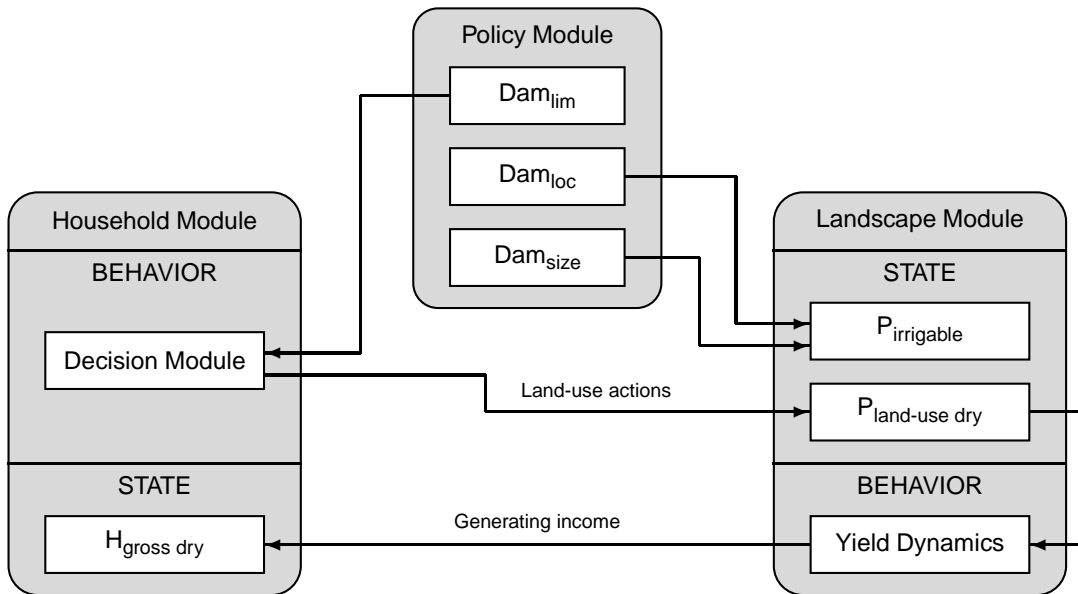 Policy Module
Dam_lim
Dam_loc
Dam_size
Household Module
BEHAVIOR
Decision Module
STATE
H_gross dry
Land-use actions
Generating income
Landscape Module
STATE
P_irrigable
P_land-use dry
BEHAVIOR
Yield Dynamics